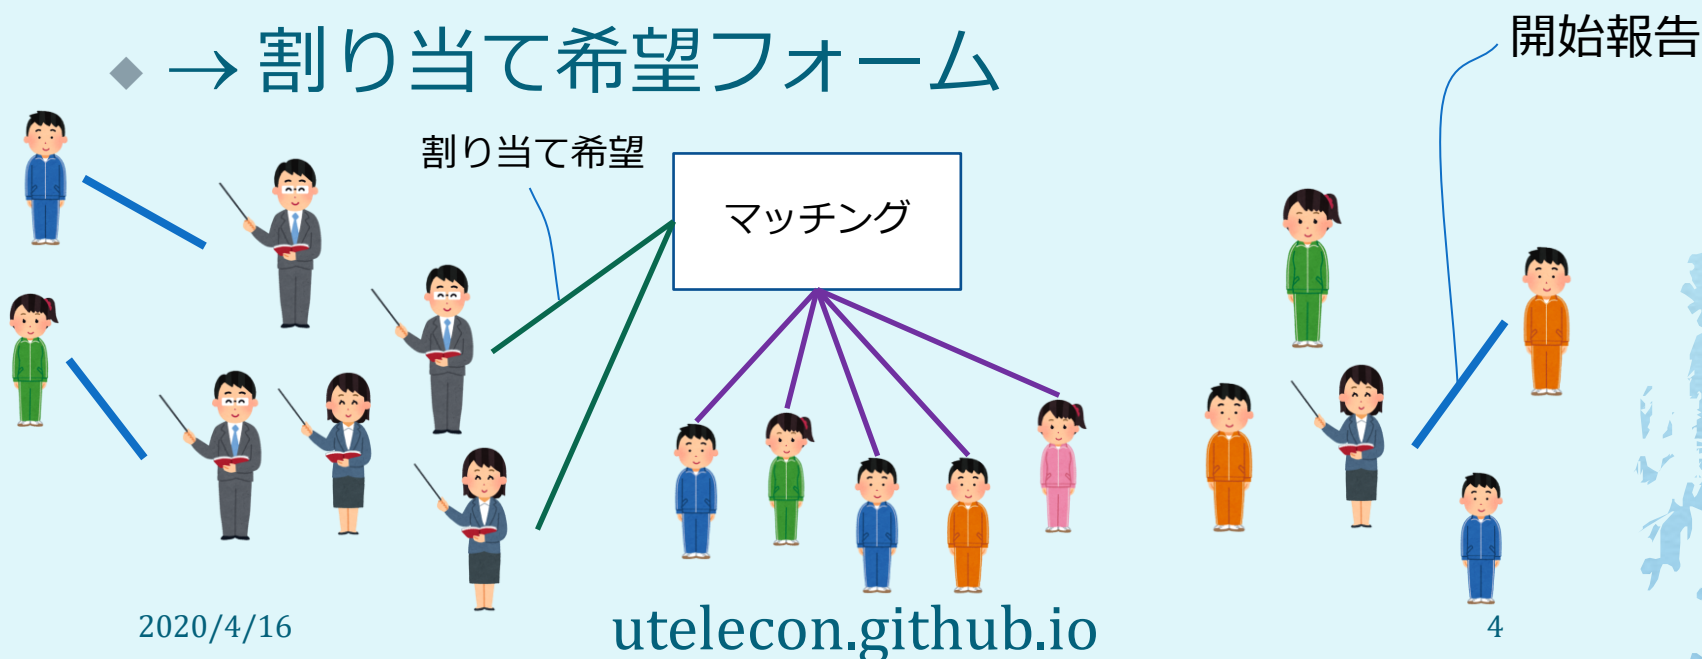 → 割り当て希望フォーム
開始報告
割り当て希望
マッチング
2020/4/16
utelecon.github.io
4